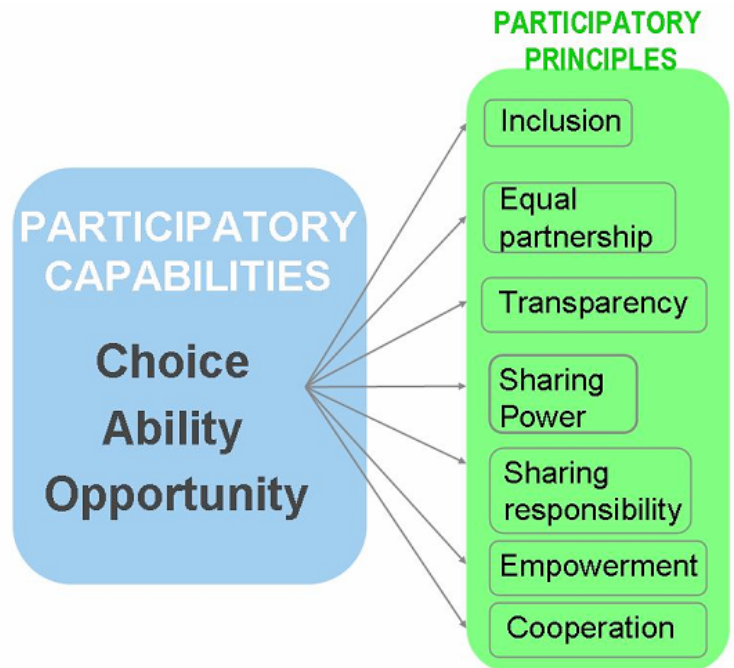 PARTICIPATORY
PRINCIPLES
Inclusion
Equal
partnership
Transparency
Sharing
Power
Sharing
responsibility
Empowerment
Cooperation
PARTICIPATORY
CAPABILITIES
Choice
Ability
Opportunity